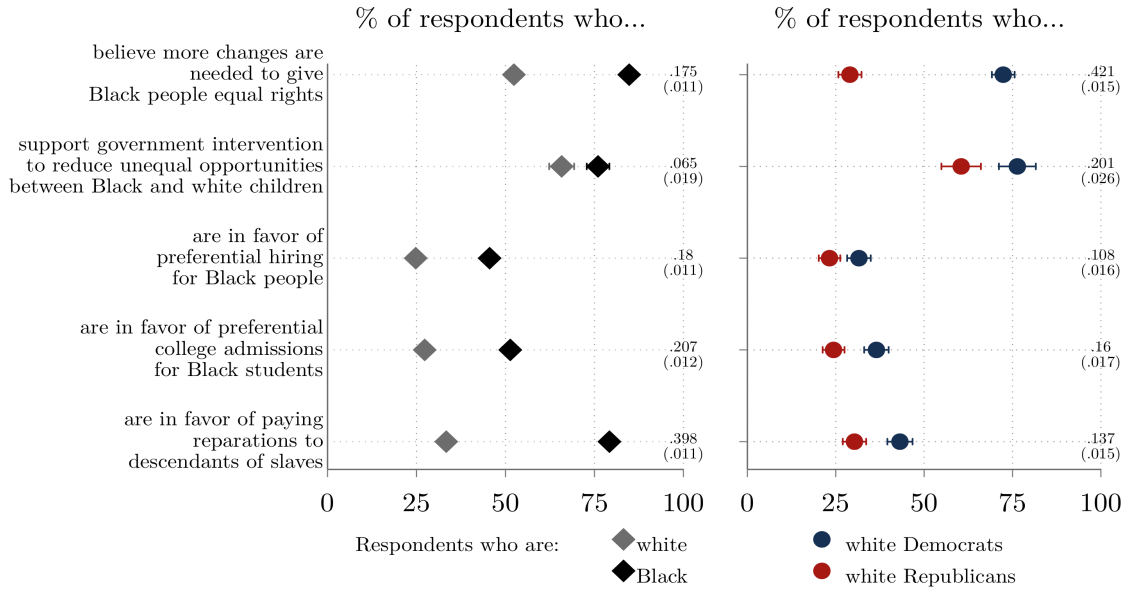 % of respondents who...
% of respondents who...
believe more changes are
needed to give
Black people equal rights
.175
(.011)
.421
(.015)
support government intervention
to reduce unequal opportunities
between Black and white children
.065
(.019)
.201
(.026)
are in favor of
preferential hiring
for Black people
.18
(.011)
.108
(.016)
are in favor of preferential
college admissions
for Black students
.207
(.012)
.16
(.017)
are in favor of paying
reparations to
descendants of slaves
.398
(.011)
.137
(.015)
0 25 50 75 100
0 25 50 75 100
Respondents who are:
white
Black
white Democrats
white Republicans